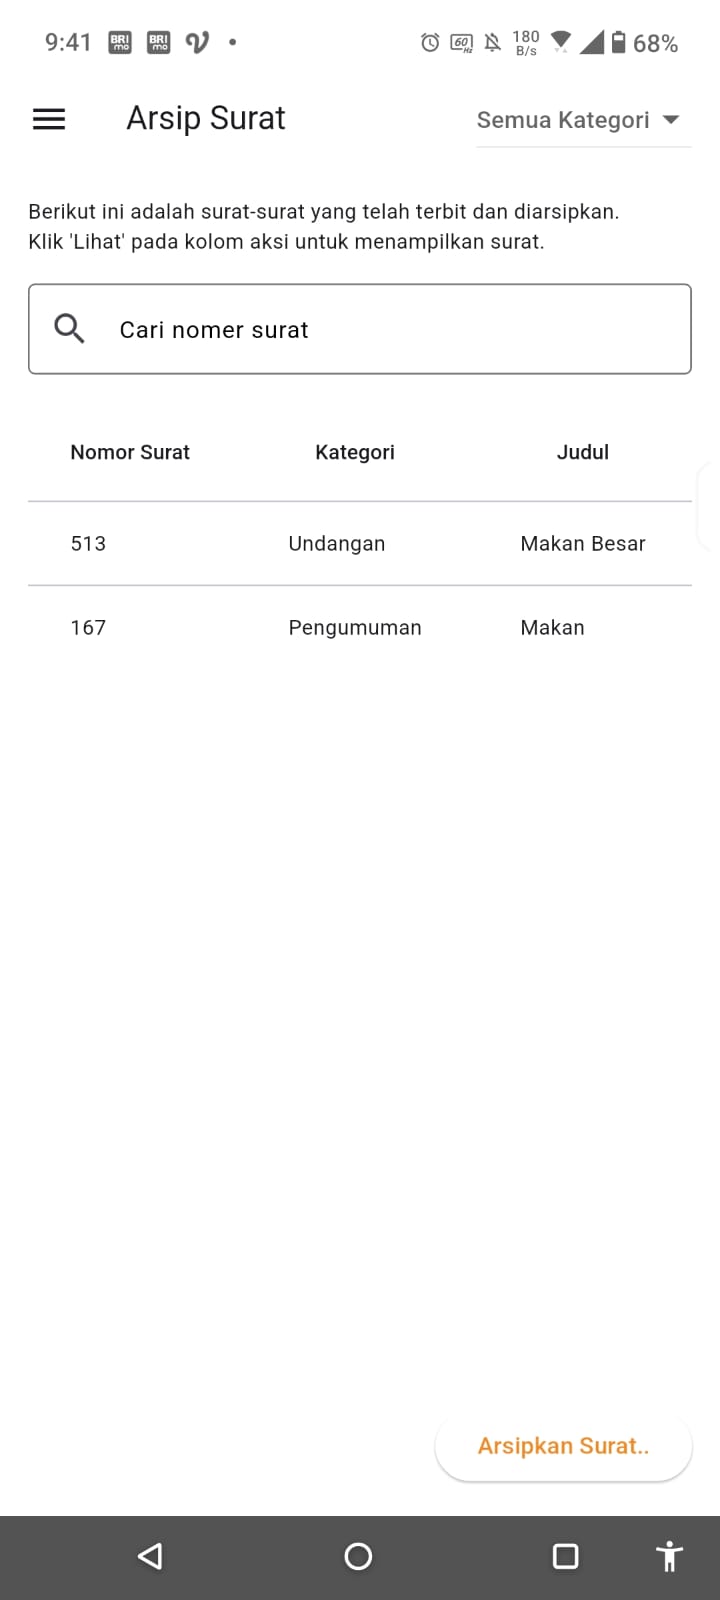 9:41 BRI mo BRI mo 60Hz 180 B/s 68%
Arsip Surat
Semua Kategori
Berikut ini adalah surat-surat yang telah terbit dan diarsipkan.
Klik 'Lihat' pada kolom aksi untuk menampilkan surat.
Cari nomer surat
Nomor Surat Kategori Judul
513 Undangan Makan Besar
167 Pengumuman Makan
Arsipkan Surat..